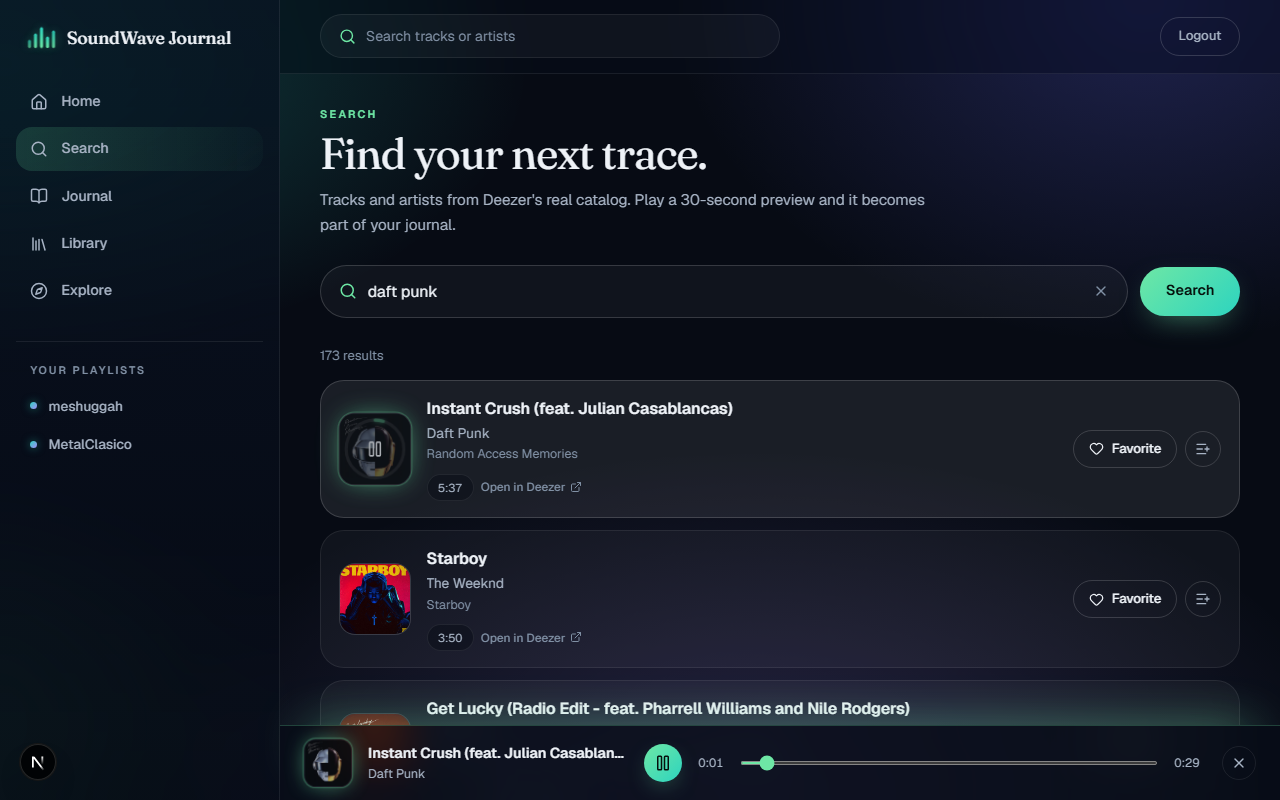 SoundWave Journal
Search tracks or artists
Logout
Home
Search
Journal
Library
Explore
YOUR PLAYLISTS
meshuggah
MetalClasico
SEARCH
Find your next trace.
Tracks and artists from Deezer's real catalog. Play a 30-second preview and it becomes
part of your journal.
daft punk
Search
173 results
Instant Crush (feat. Julian Casablancas)
Daft Punk
Random Access Memories
5:37 Open in Deezer
Favorite
STARBOY
Starboy
The Weeknd
Starboy
3:50 Open in Deezer
Favorite
Get Lucky (Radio Edit - feat. Pharrell Williams and Nile Rodgers)
N
Instant Crush (feat. Julian Casablan...
Daft Punk
0:01
0:29